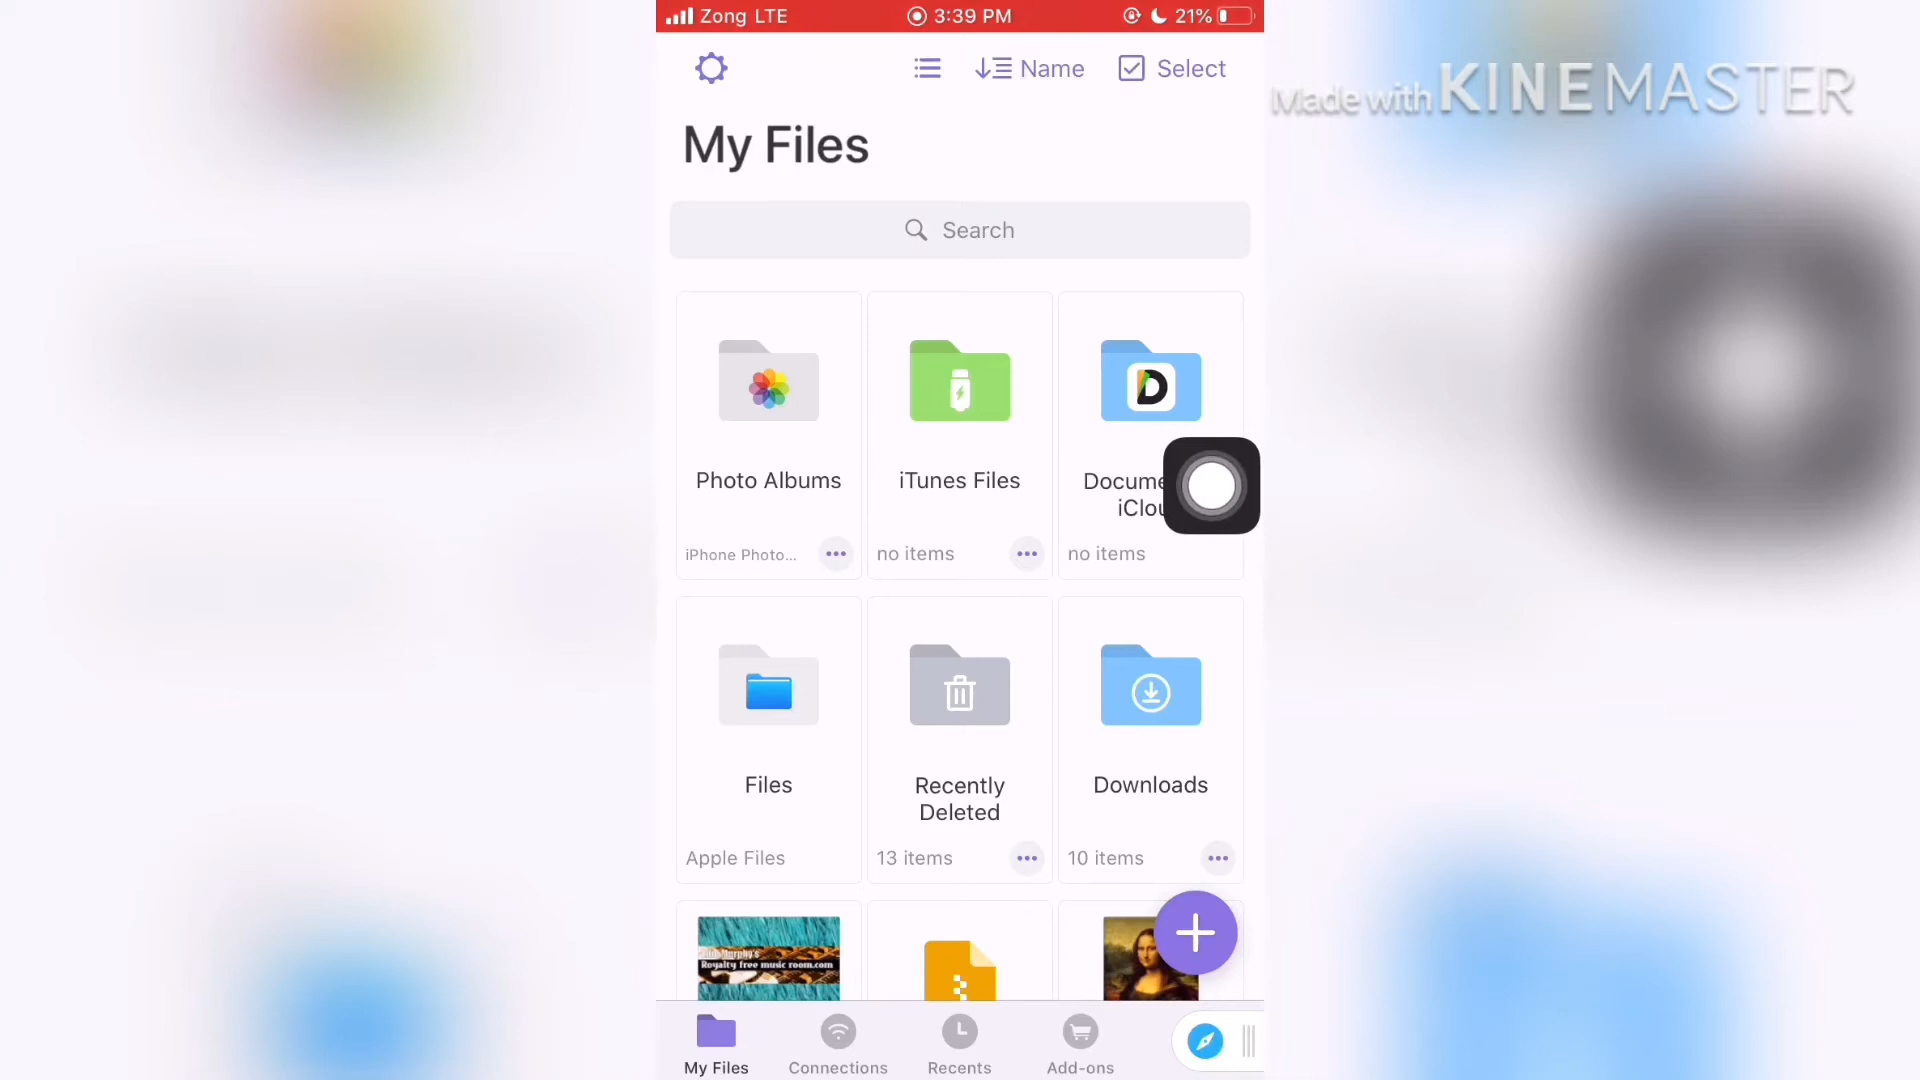 Zong LTE 3:39 PM 21%
Name Select
Made with KINEMASTER
My Files
Search
Photo Albums iTunes Files Docume
iClou
iPhone Photo... no items no items
Files Recently Downloads
Deleted
Apple Files 13 items 10 items
Royalty free music room.com
My Files Connections Recents Add-ons